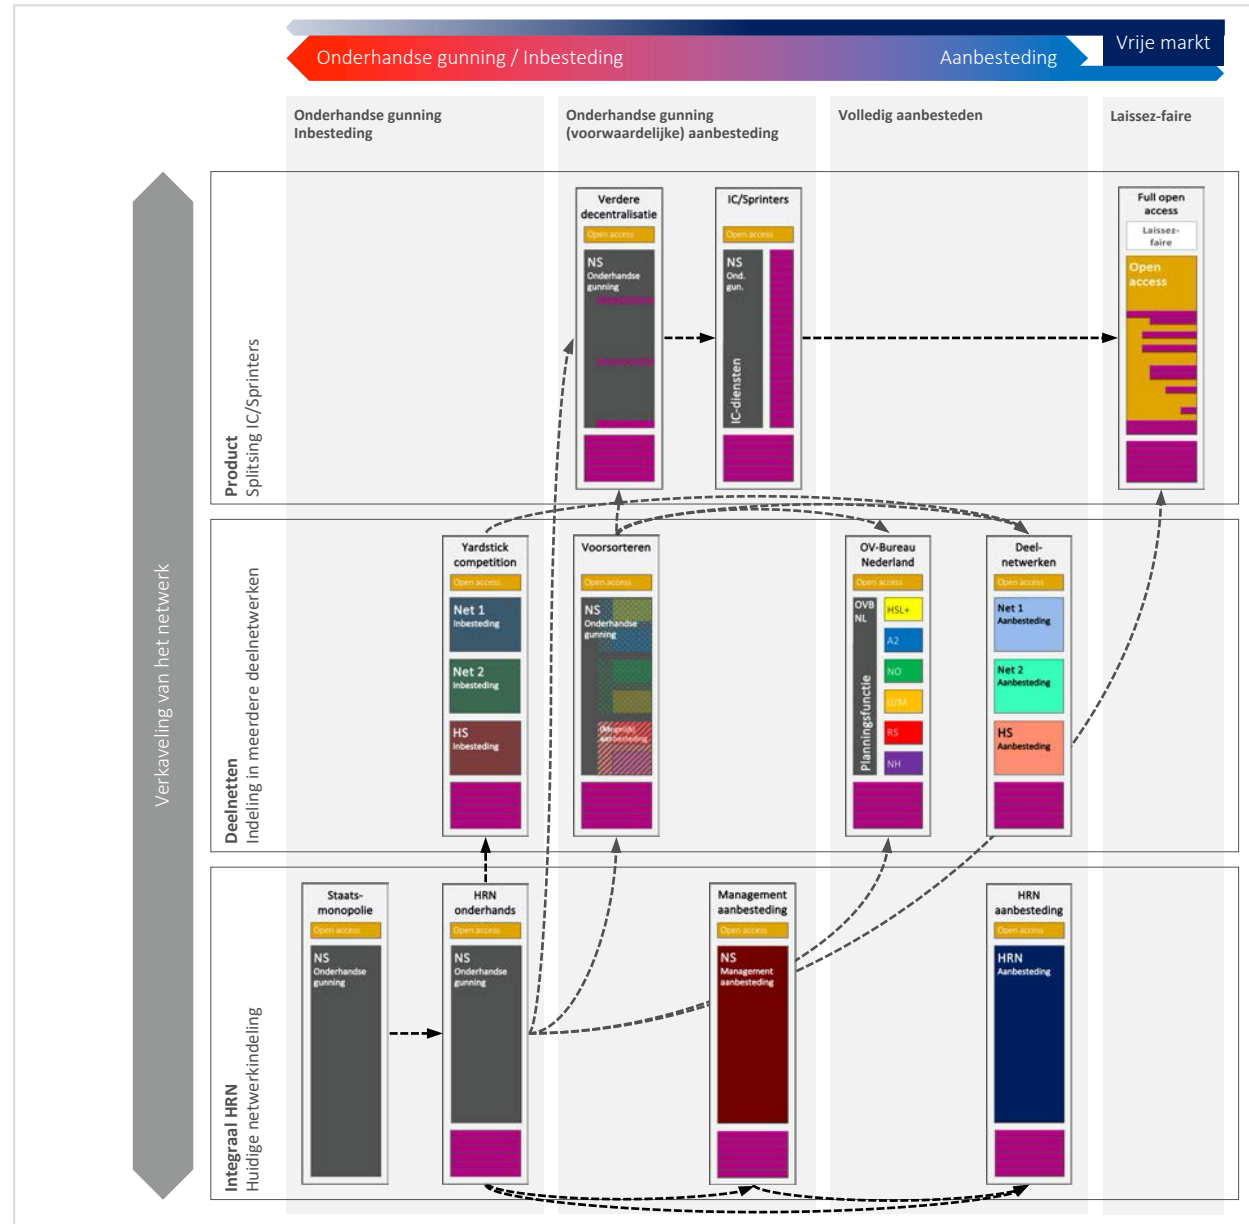 Onderhandse gunning / Inbesteding
Aanbesteding
Vrije markt
Onderhandse gunning
Inbesteding
Onderhandse gunning
(voorwaardelijke) aanbesteding
Volledig aanbesteden
Laissez-faire
Verkaveling van het netwerk
Product
Splitsing IC/Sprinters
Verdere
decentralisatie
Open access
NS
Onderhandse
gunning
IC/Sprinters
Open access
NS
Ond.
gun.
IC-diensten
Full open
access
Laissez-
faire
Open
access
Deelnetten
Indeling in meerdere deelnetwerken
Yardstick
competition
Open access
Net 1
Inbesteding
Net 2
Inbesteding
HS
Inbesteding
Voorsorteren
Open access
NS
Onderhandse
gunning
(Mogelijk)
aanbesteding
OV-Bureau
Nederland
Open access
OVB
NL
Planningsfunctie
HSL+
A2
NO
IJ/M
RS
NH
Deel-
netwerken
Open access
Net 1
Aanbesteding
Net 2
Aanbesteding
HS
Aanbesteding
Integraal HRN
Huidige netwerkindeling
Staats-
monopolie
Open access
NS
Onderhandse
gunning
HRN
onderhands
Open access
NS
Onderhandse
gunning
Management
aanbesteding
Open access
NS
Management
aanbesteding
HRN
aanbesteding
Open access
HRN
Aanbesteding